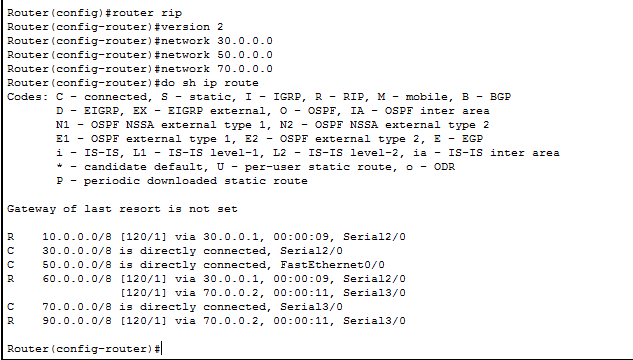 Router(config)#router rip
Router(config-router)#version 2
Router(config-router)#network 30.0.0.0
Router(config-router)#network 50.0.0.0
Router(config-router)#network 70.0.0.0
Router(config-router)#do sh ip route
Codes: C - connected, S - static, I - IGRP, R - RIP, M - mobile, B - BGP
       D - EIGRP, EX - EIGRP external, O - OSPF, IA - OSPF inter area
       N1 - OSPF NSSA external type 1, N2 - OSPF NSSA external type 2
       E1 - OSPF external type 1, E2 - OSPF external type 2, E - EGP
       i - IS-IS, L1 - IS-IS level-1, L2 - IS-IS level-2, ia - IS-IS inter area
       * - candidate default, U - per-user static route, o - ODR
       P - periodic downloaded static route
Gateway of last resort is not set
R    10.0.0.0/8 [120/1] via 30.0.0.1, 00:00:09, Serial2/0
C    30.0.0.0/8 is directly connected, Serial2/0
C    50.0.0.0/8 is directly connected, FastEthernet0/0
R    60.0.0.0/8 [120/1] via 30.0.0.1, 00:00:09, Serial2/0
                [120/1] via 70.0.0.2, 00:00:11, Serial3/0
C    70.0.0.0/8 is directly connected, Serial3/0
R    90.0.0.0/8 [120/1] via 70.0.0.2, 00:00:11, Serial3/0
Router(config-router)#